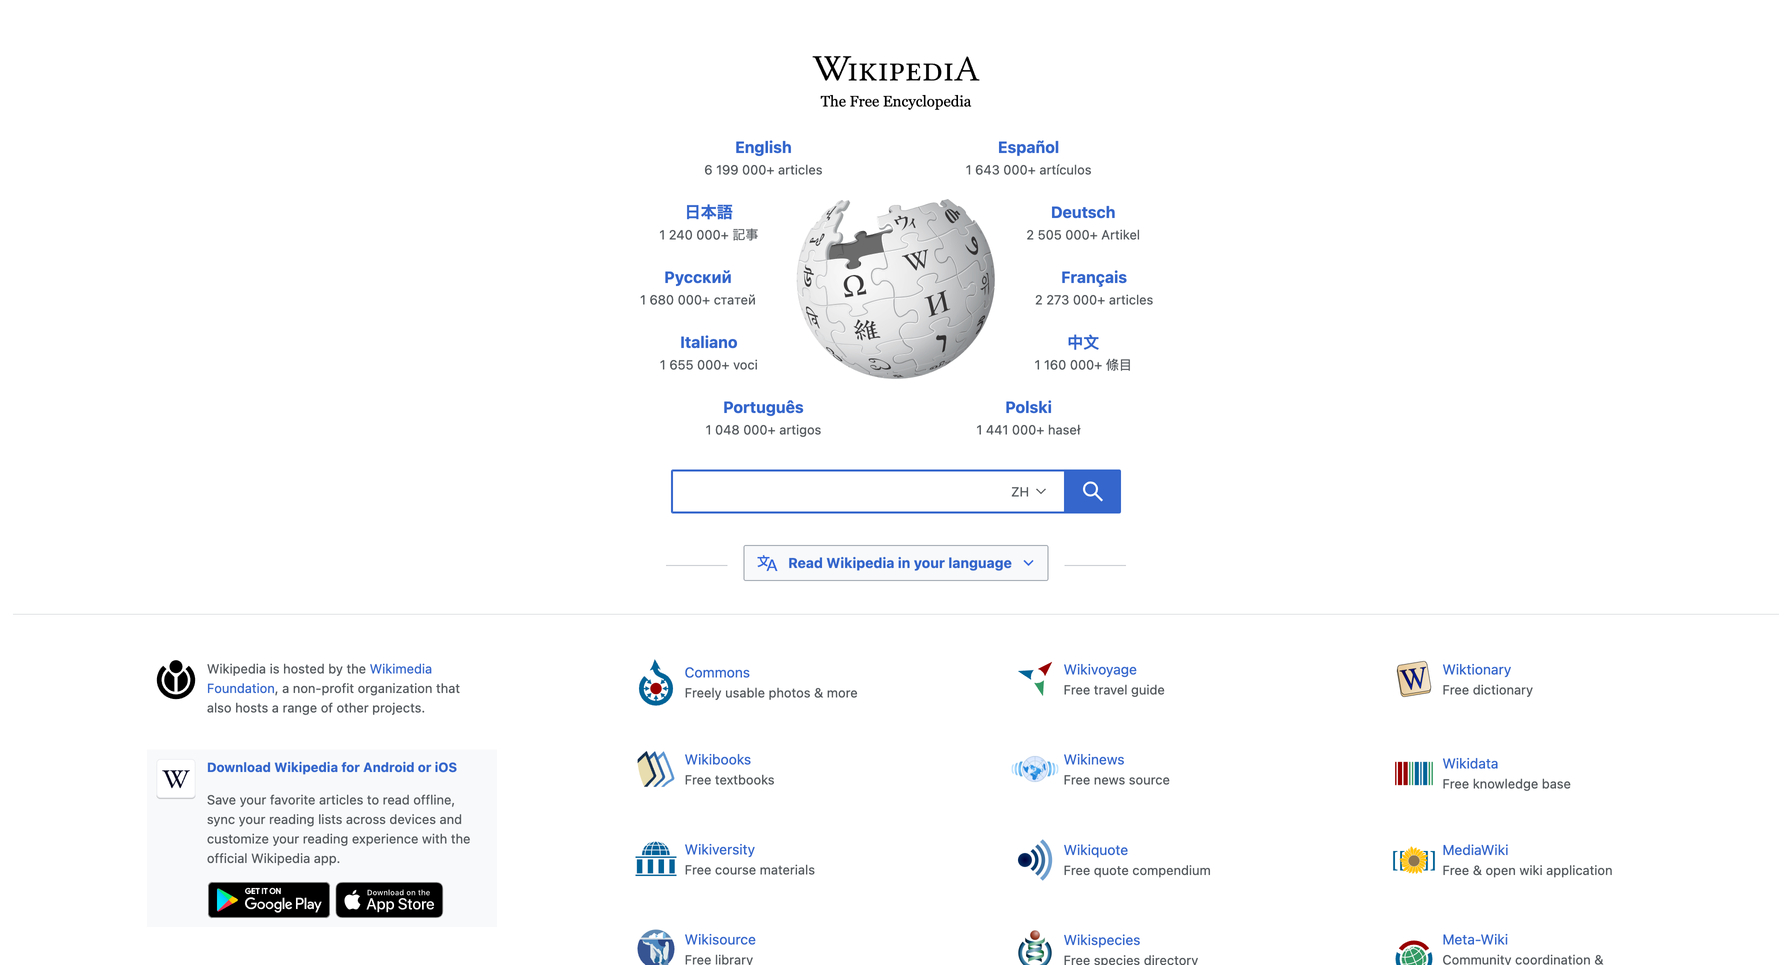 WIKIPEDIA
The Free Encyclopedia
English
6 199 000+ articles
Español
1 643 000+ artículos
日本語
1 240 000+ 記事
Deutsch
2 505 000+ Artikel
Русский
1 680 000+ статей
Français
2 273 000+ articles
Italiano
1 655 000+ voci
中文
1 160 000+ 條目
Português
1 048 000+ artigos
Polski
1 441 000+ haseł
Ω
W
И
維
ウィ
ZH
Read Wikipedia in your language
Wikipedia is hosted by the Wikimedia
Foundation, a non-profit organization that
also hosts a range of other projects.
W
Download Wikipedia for Android or iOS
Save your favorite articles to read offline,
sync your reading lists across devices and
customize your reading experience with the
official Wikipedia app.
GET IT ON
Google Play
Download on the
App Store
Commons
Freely usable photos & more
Wikivoyage
Free travel guide
W
Wiktionary
Free dictionary
Wikibooks
Free textbooks
Wikinews
Free news source
Wikidata
Free knowledge base
Wikiversity
Free course materials
Wikiquote
Free quote compendium
MediaWiki
Free & open wiki application
Wikisource
Free library
Wikispecies
Free species directory
Meta-Wiki
Community coordination &